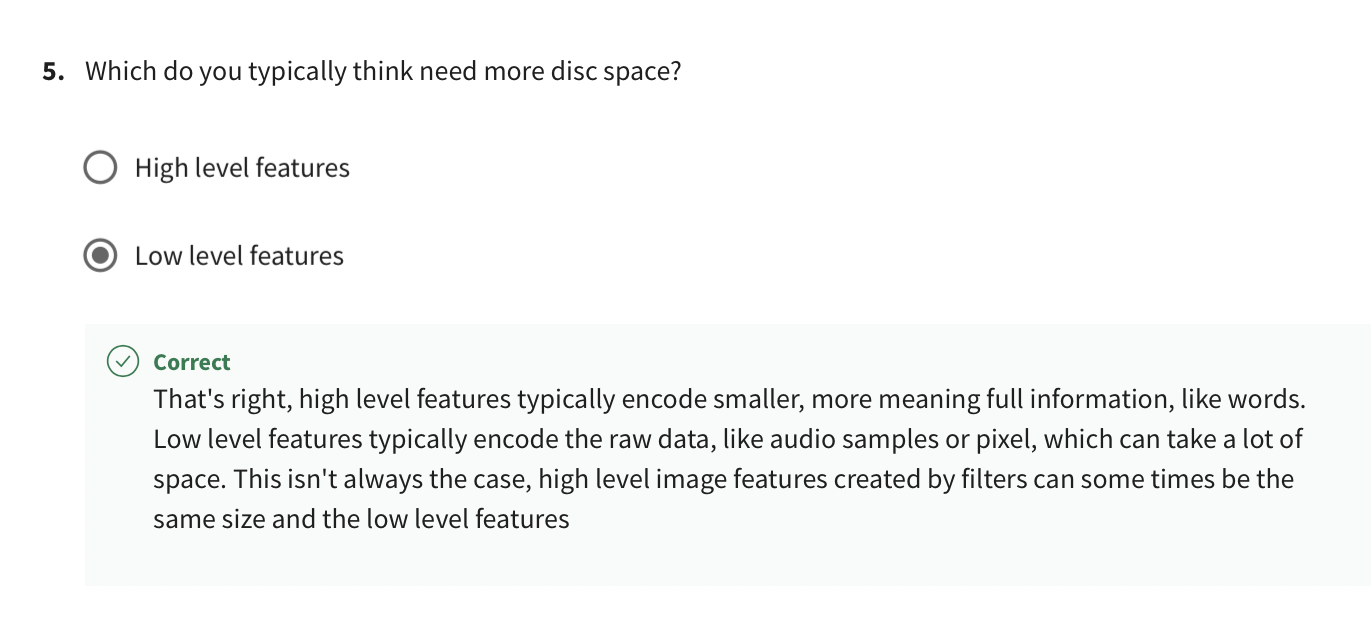 5. Which do you typically think need more disc space?
High level features
Low level features
Correct
That's right, high level features typically encode smaller, more meaning full information, like words.
Low level features typically encode the raw data, like audio samples or pixel, which can take a lot of
space. This isn't always the case, high level image features created by filters can some times be the
same size and the low level features